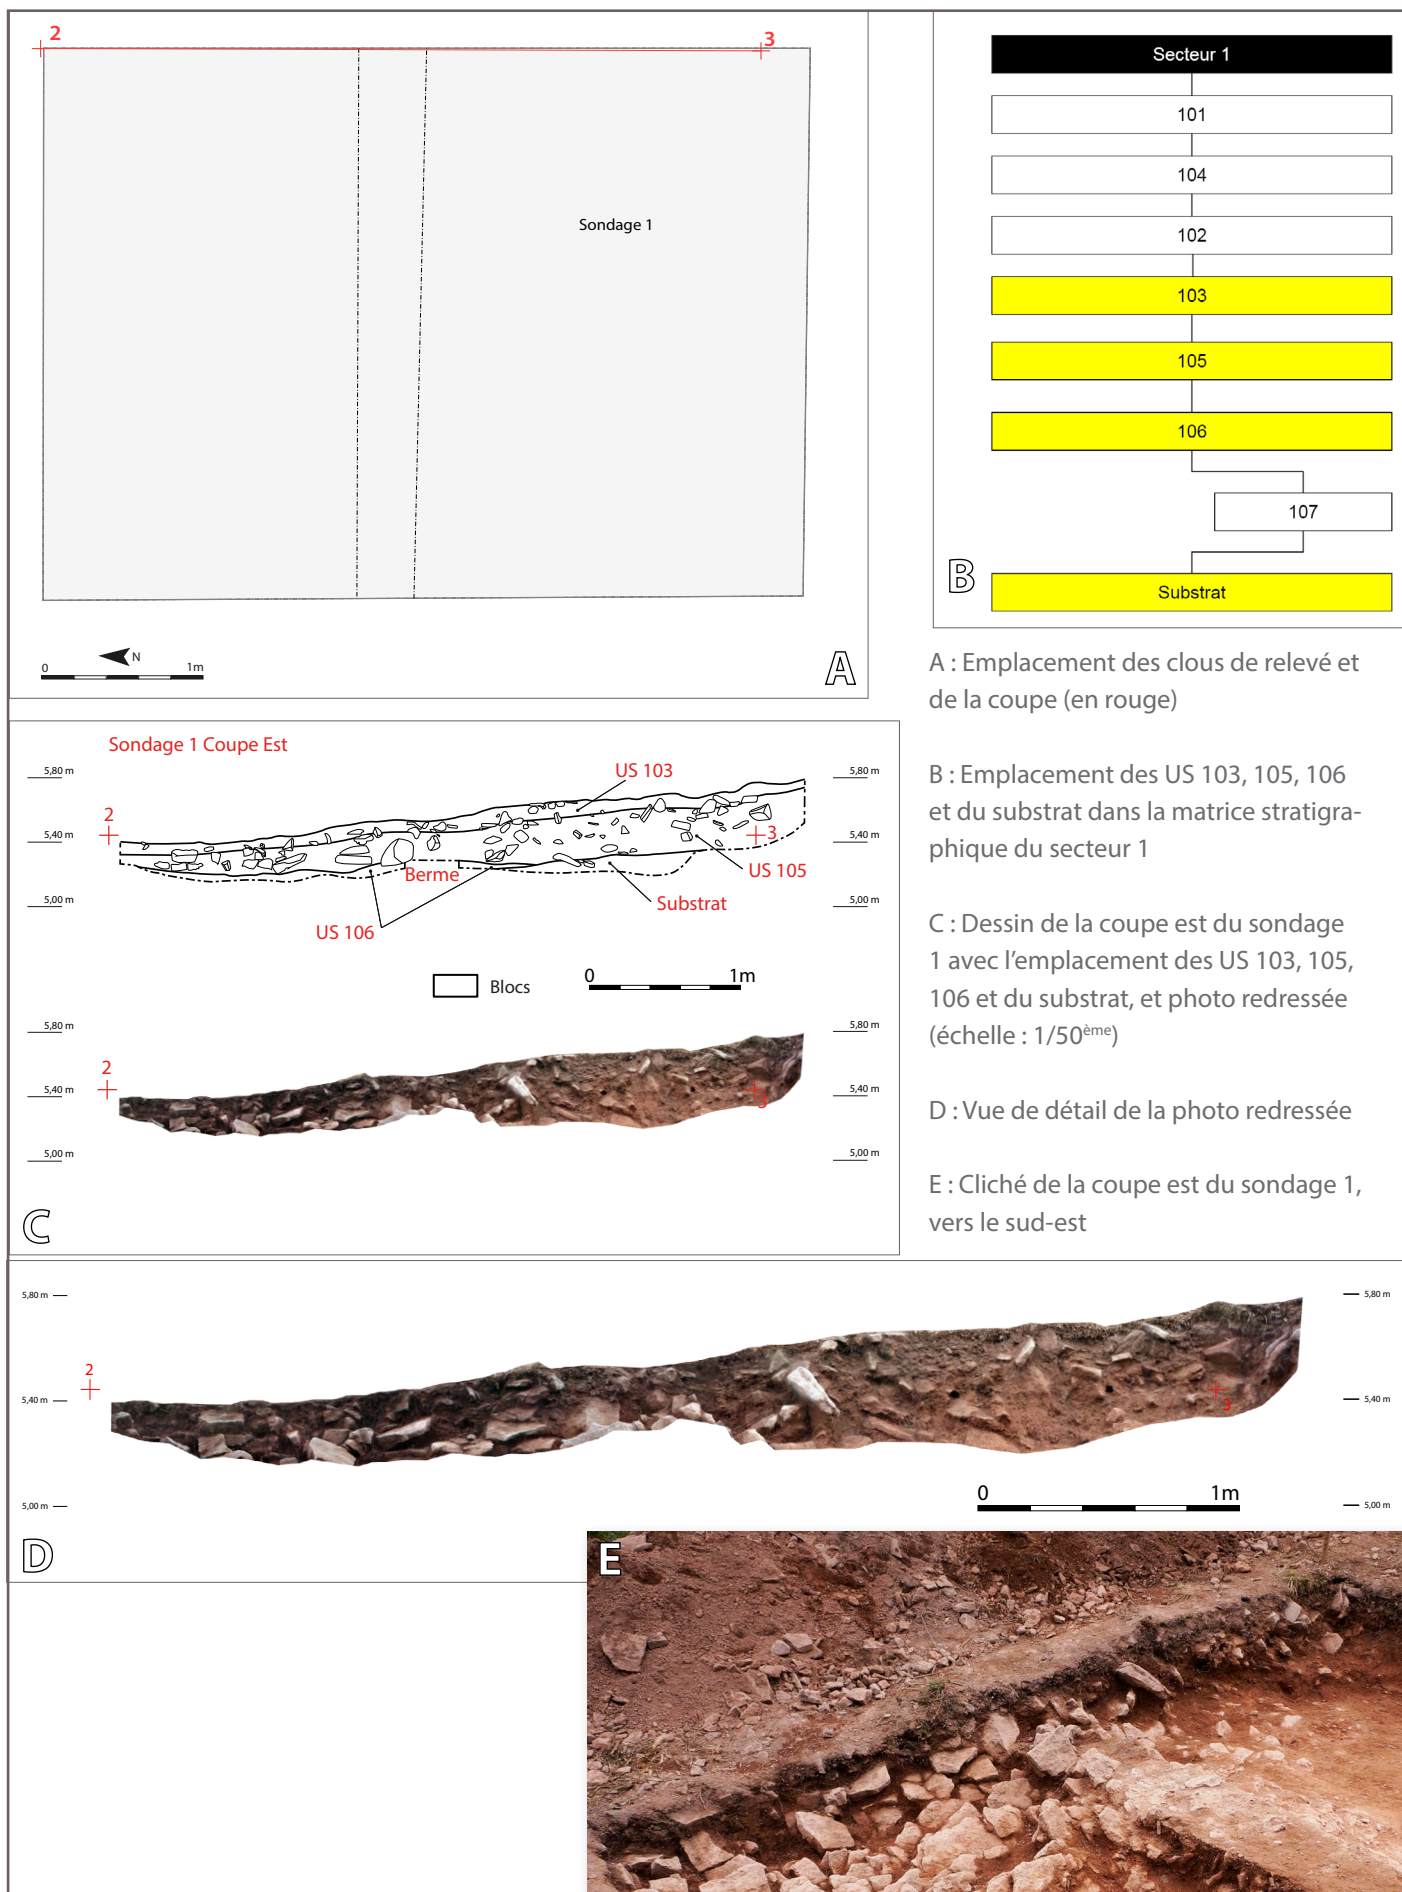 2
3
Sondage 1
N
0 1m
A
Secteur 1
101
104
102
103
105
106
107
Substrat
B
A : Emplacement des clous de relevé et
de la coupe (en rouge)
B : Emplacement des US 103, 105, 106
et du substrat dans la matrice stratigra-
phique du secteur 1
C : Dessin de la coupe est du sondage
1 avec l'emplacement des US 103, 105,
106 et du substrat, et photo redressée
(échelle : 1/50ème)
D : Vue de détail de la photo redressée
E : Cliché de la coupe est du sondage 1,
vers le sud-est
Sondage 1 Coupe Est
5,80 m 5,80 m
US 103
2
5,40 m 3 5,40 m
Berme US 105
Substrat
5,00 m 5,00 m
US 106
Blocs
0 1m
5,80 m 5,80 m
2
5,40 m 5,40 m
3
5,00 m 5,00 m
C
5,80 m 5,80 m
2
5,40 m 5,40 m
3
0 1m
5,00 m 5,00 m
D
E